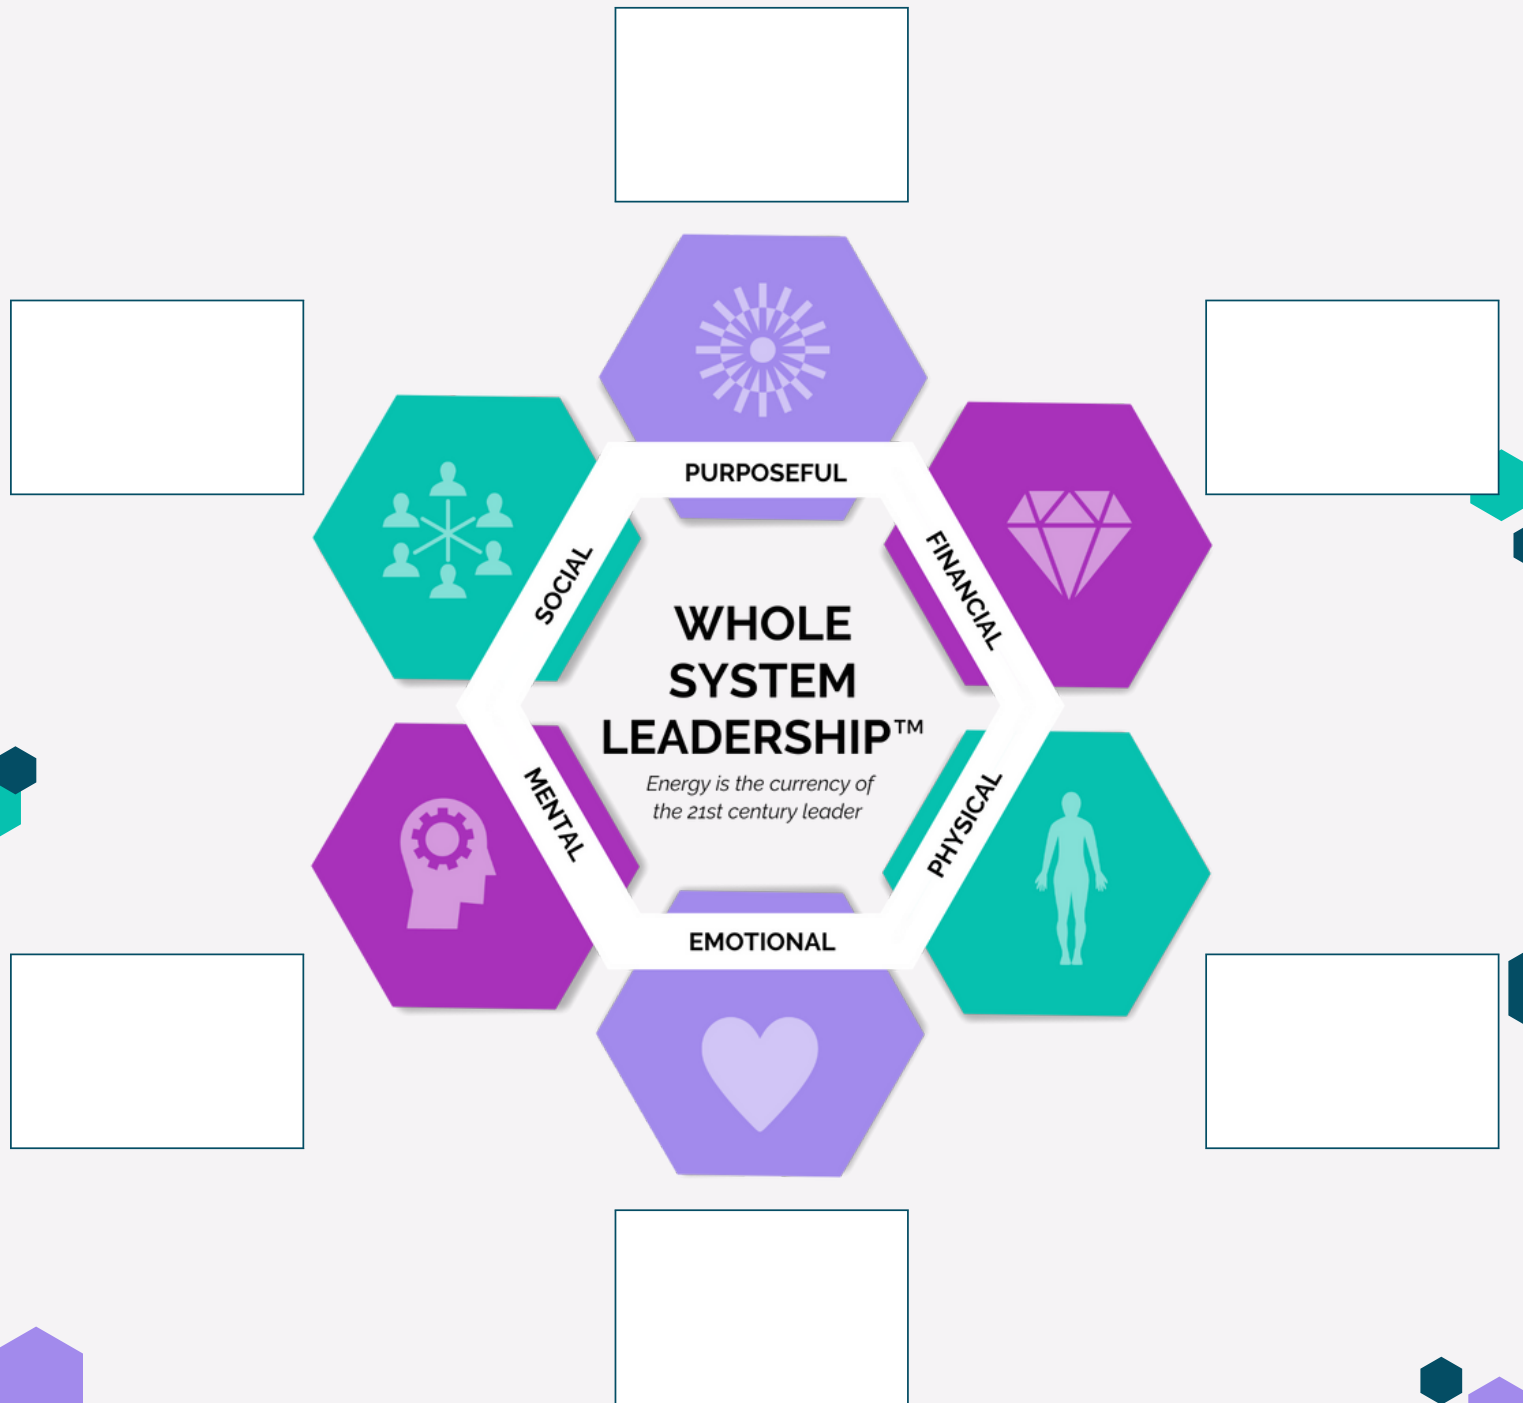 PURPOSEFUL
FINANCIAL
SOCIAL
WHOLE
SYSTEM
LEADERSHIP™
Energy is the currency of
the 21st century leader
MENTAL
PHYSICAL
EMOTIONAL